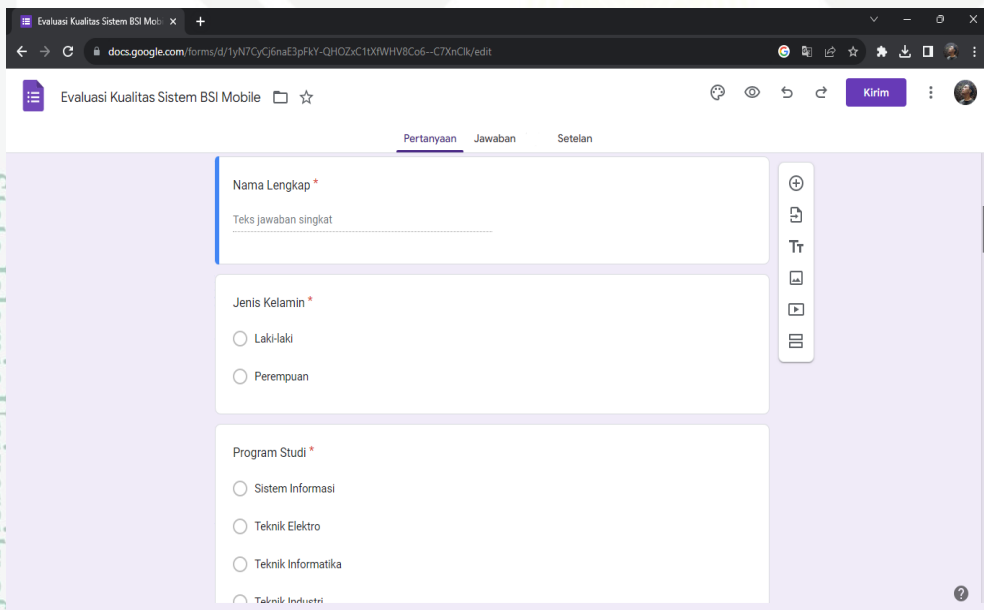 Evaluasi Kualitas Sistem BSI Mobi
docs.google.com/forms/d/1yN7CyCj6naE3pFkY-QHOZxC1tXfWHV8Co6--C7XnClk/edit
Evaluasi Kualitas Sistem BSI Mobile
Kirim
Pertanyaan Jawaban Setelan
Nama Lengkap *
Teks jawaban singkat
Jenis Kelamin *
Laki-laki
Perempuan
Program Studi *
Sistem Informasi
Teknik Elektro
Teknik Informatika
Teknik Industri